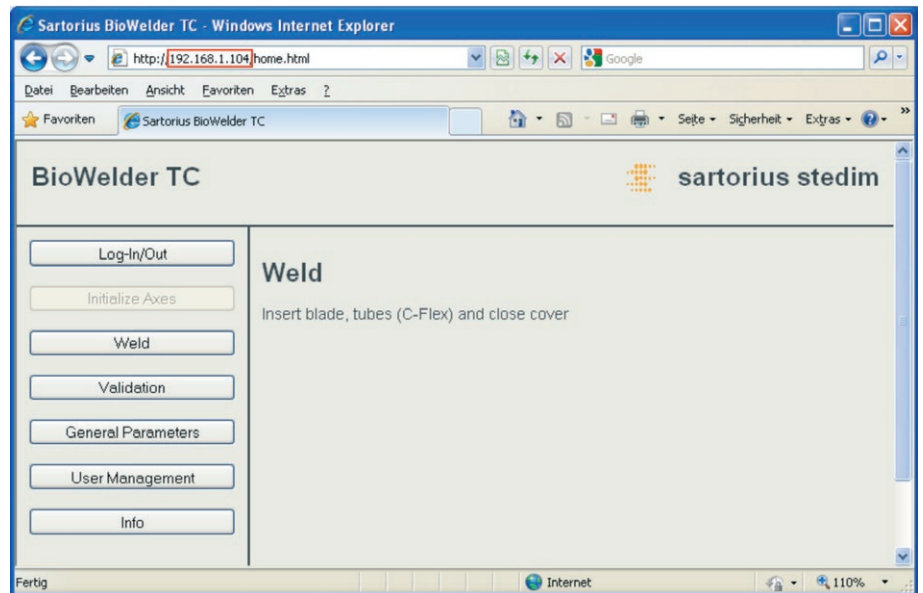 Sartorius BioWelder TC - Windows Internet Explorer
http://192.168.1.104/home.html
Google
Datei Bearbeiten Ansicht Favoriten Extras ?
Favoriten Sartorius BioWelder TC Seite Sicherheit Extras
BioWelder TC
sartorius stedim
Log-In/Out
Initialize Axes
Weld
Validation
General Parameters
User Management
Info
Weld
Insert blade, tubes (C-Flex) and close cover
Fertig Internet 110%